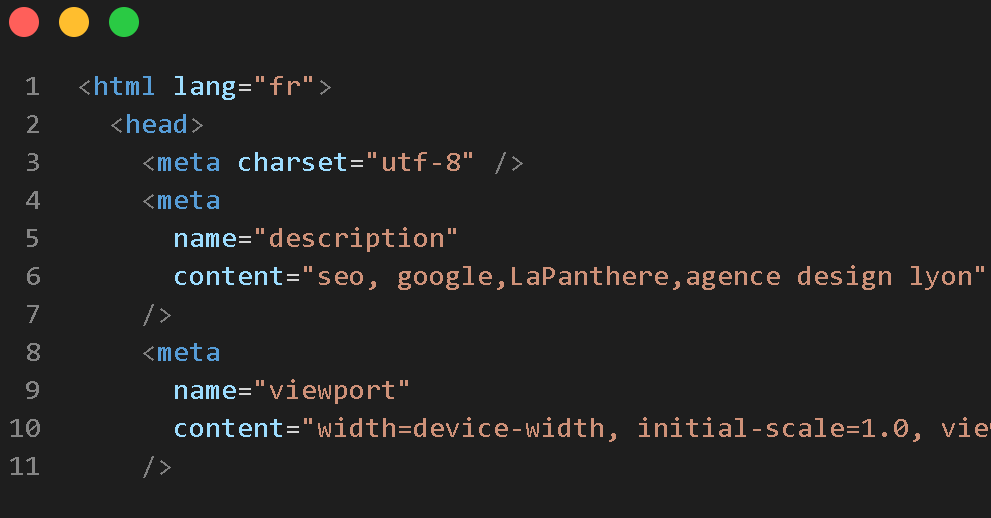 1 <html lang="fr">
2 <head>
3 <meta charset="utf-8" />
4 <meta
5 name="description"
6 content="seo, google,LaPanthere,agence design lyon"
7 />
8 <meta
9 name="viewport"
10 content="width=device-width, initial-scale=1.0,
11 />